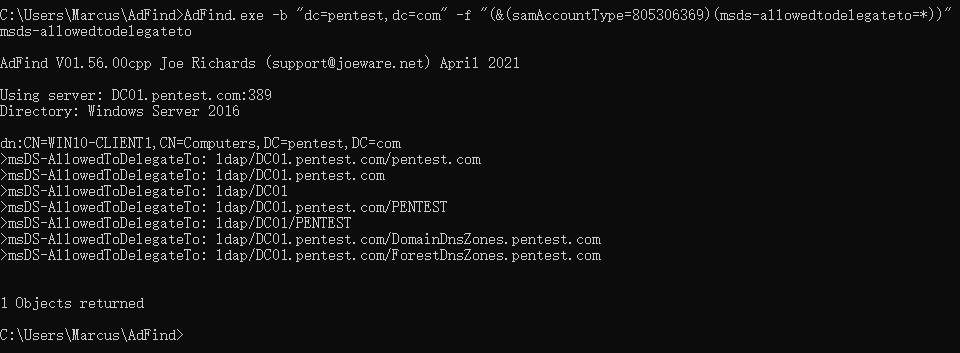 C:\Users\Marcus\AdFind>AdFind.exe -b "dc=pentest,dc=com" -f "(&(samAccountType=805306369)(msds-allowedtodelegateto=*))"
msds-allowedtodelegateto
AdFind V01.56.00cpp Joe Richards (support@joeware.net) April 2021
Using server: DC01.pentest.com:389
Directory: Windows Server 2016
dn:CN=WIN10-CLIENT1,CN=Computers,DC=pentest,DC=com
>msDS-AllowedToDelegateTo: ldap/DC01.pentest.com/pentest.com
>msDS-AllowedToDelegateTo: ldap/DC01.pentest.com
>msDS-AllowedToDelegateTo: ldap/DC01
>msDS-AllowedToDelegateTo: ldap/DC01.pentest.com/PENTEST
>msDS-AllowedToDelegateTo: ldap/DC01/PENTEST
>msDS-AllowedToDelegateTo: ldap/DC01.pentest.com/DomainDnsZones.pentest.com
>msDS-AllowedToDelegateTo: ldap/DC01.pentest.com/ForestDnsZones.pentest.com
1 Objects returned
C:\Users\Marcus\AdFind>